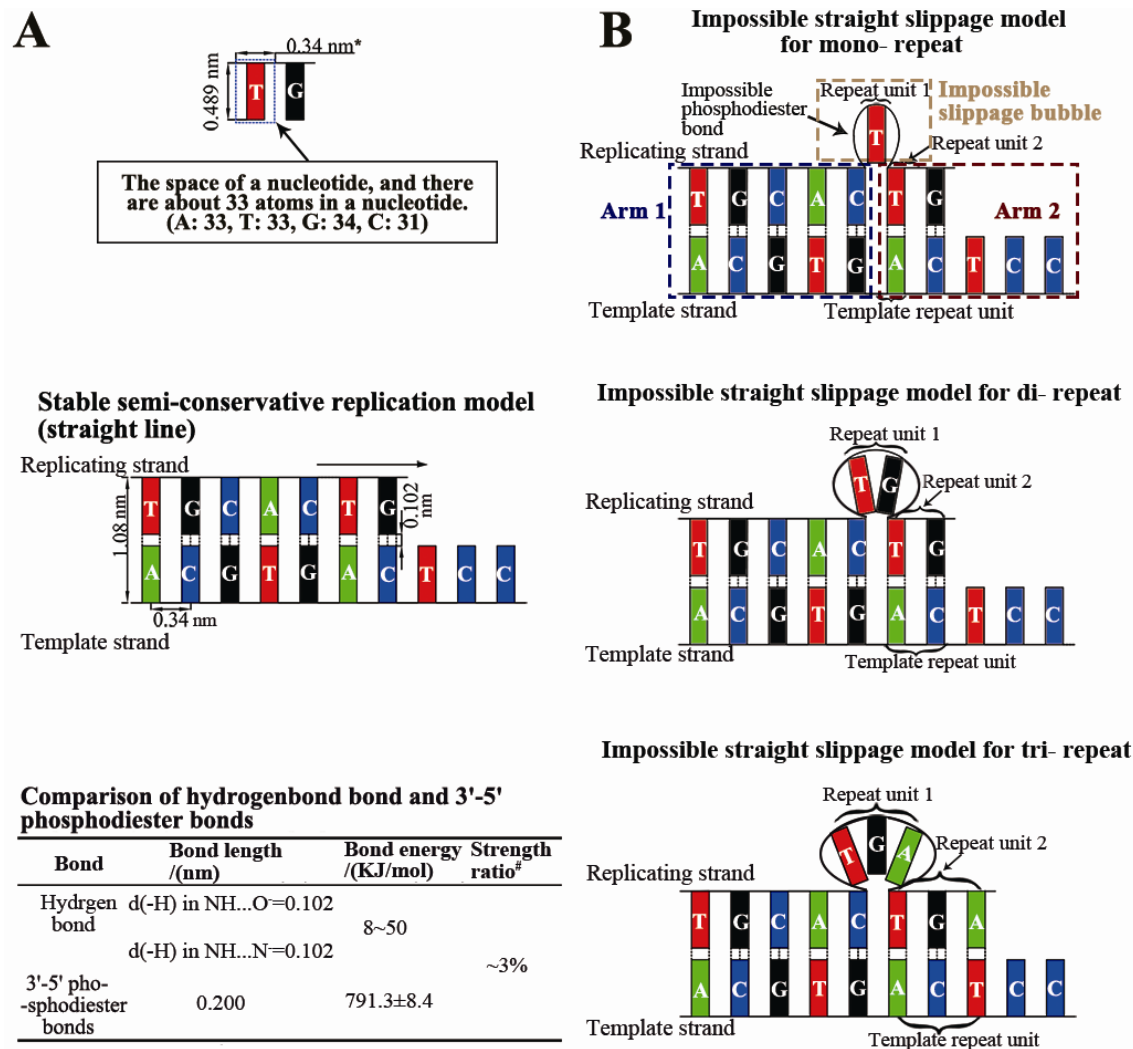 A
0.34 nm*
0.489 nm
T G
The space of a nucleotide, and there
are about 33 atoms in a nucleotide.
(A: 33, T: 33, G: 34, C: 31)
Stable semi-conservative replication model
(straight line)
Replicating strand
1.08 nm
0.102 nm
T G C A C T G
A C G T G A C T C C
0.34 nm
Template strand
Comparison of hydrogenbond bond and 3'-5'
phosphodiester bonds
Bond Bond length /(nm) Bond energy /(KJ/mol) Strength ratio#
Hydrgen bond d(-H) in NH...O-=0.102 8~50
d(-H) in NH...N-=0.102
~3%
3'-5' pho-sphodiester bonds 0.200 791.3±8.4
B
Impossible straight slippage model
for mono- repeat
Impossible phosphodiester bond
Repeat unit 1
Impossible slippage bubble
T
Repeat unit 2
Replicating strand
Arm 1
T G C A C T G
Arm 2
A C G T G A C T C C
Template strand
Template repeat unit
Impossible straight slippage model for di- repeat
Repeat unit 1
T G
Repeat unit 2
Replicating strand
T G C A C T G
A C G T G A C T C C
Template strand
Template repeat unit
Impossible straight slippage model for tri- repeat
Repeat unit 1
T G A
Repeat unit 2
Replicating strand
T G C A C T G A
A C G T G A C T C C
Template strand
Template repeat unit